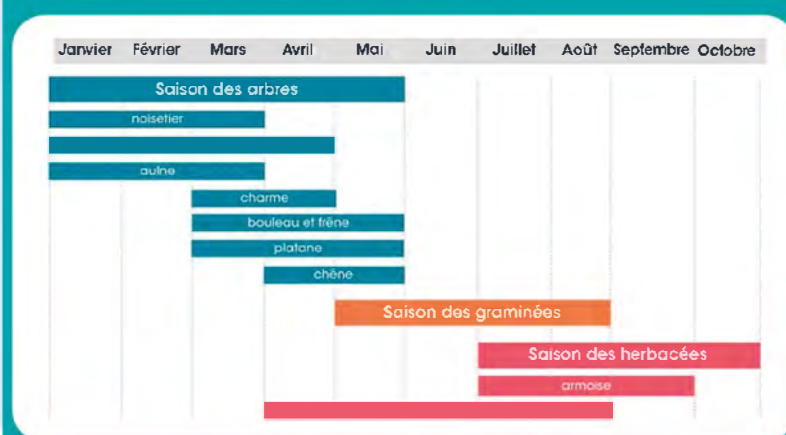 Janvier Février Mars Avril Mai Juin Juillet Août Septembre Octobre
Saison des arbres
noisetier
aulne
charme
bouleau et frêne
platane
chêne
Saison des graminées
Saison des herbacées
armoise